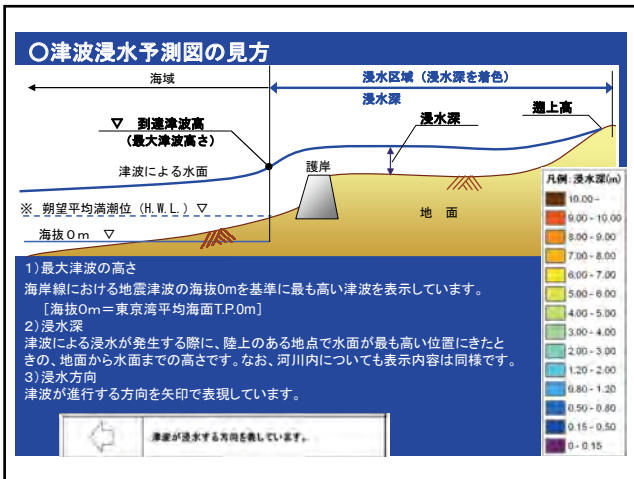 〇津波浸水予測図の見方
海域
浸水区域（浸水深を着色）
浸水深
▽ 到達津波高
(最大津波高さ)
浸水深
遡上高
津波による水面
護岸
※ 朔望平均満潮位（H.W.L.）▽
地 面
海抜0m ▽
凡例：浸水深(m)
10.00 -
9.00 - 10.00
8.00 - 9.00
7.00 - 8.00
6.00 - 7.00
5.00 - 6.00
4.00 - 5.00
3.00 - 4.00
2.00 - 3.00
1.20 - 2.00
0.80 - 1.20
0.50 - 0.80
0.15 - 0.50
0 - 0.15
1)最大津波の高さ
海岸線における地震津波の海抜0mを基準に最も高い津波を表示しています。
［海抜0m＝東京湾平均海面T.P.0m］
2)浸水深
津波による浸水が発生する際に、陸上のある地点で水面が最も高い位置にきたと
きの、地面から水面までの高さです。なお、河川内についても表示内容は同様です。
3)浸水方向
津波が進行する方向を矢印で表現しています。
津波が浸水する方向を表しています。